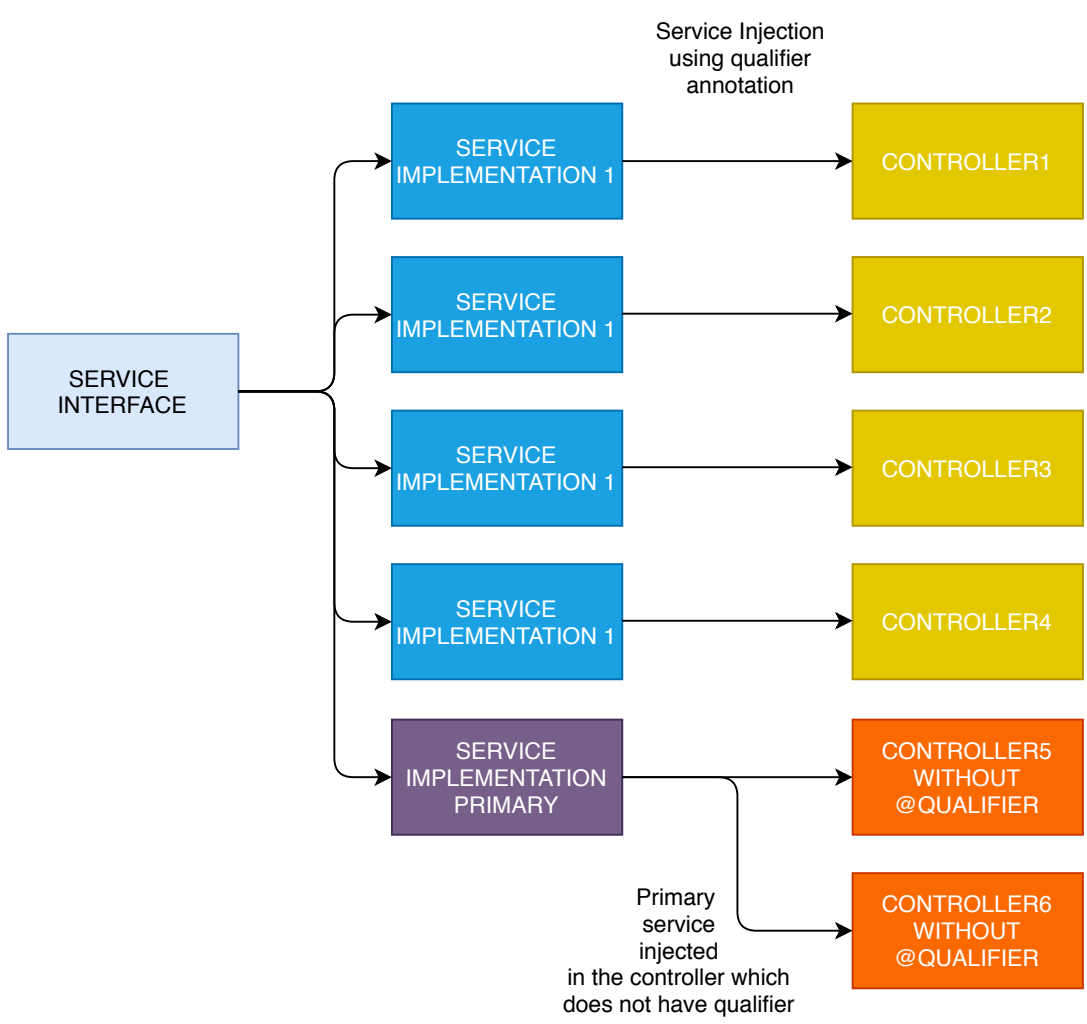 Service Injection
using qualifier
annotation
SERVICE
IMPLEMENTATION 1
CONTROLLER1
SERVICE
IMPLEMENTATION 1
CONTROLLER2
SERVICE
INTERFACE
SERVICE
IMPLEMENTATION 1
CONTROLLER3
SERVICE
IMPLEMENTATION 1
CONTROLLER4
SERVICE
IMPLEMENTATION
PRIMARY
CONTROLLER5
WITHOUT
@QUALIFIER
Primary
service
injected
in the controller which
does not have qualifier
CONTROLLER6
WITHOUT
@QUALIFIER